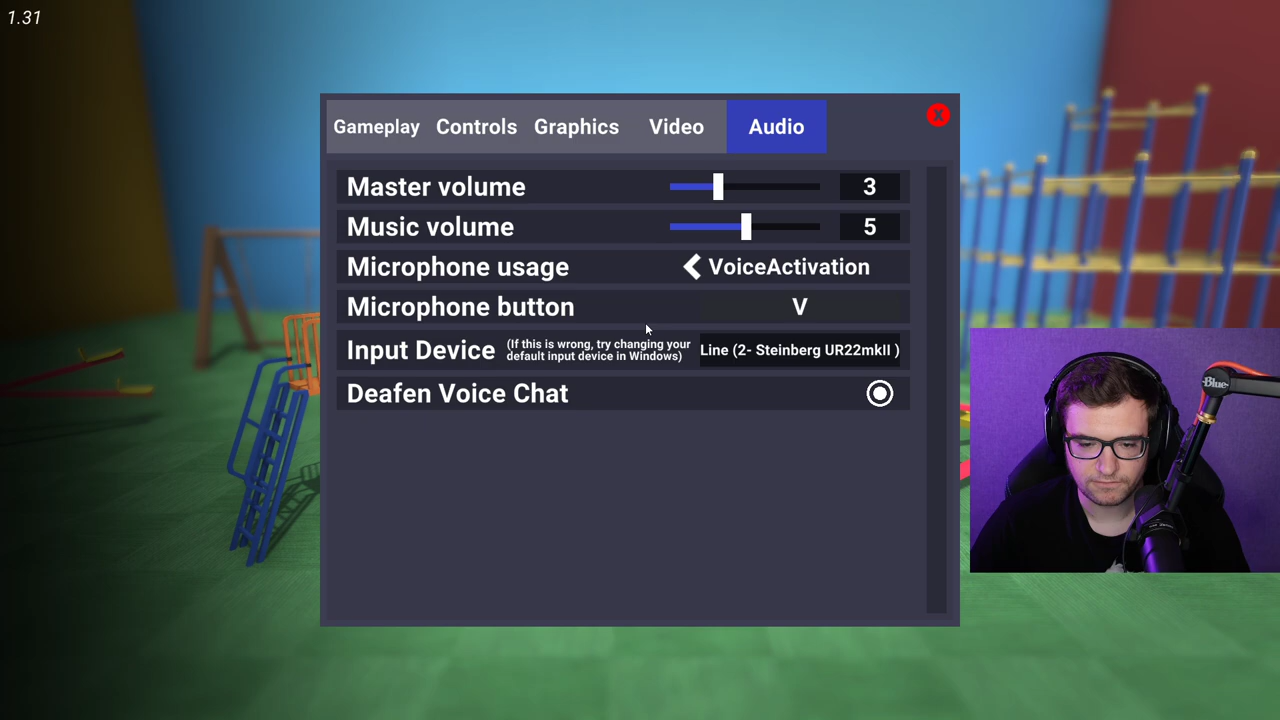 1.31
Gameplay Controls Graphics Video Audio
X
Master volume 3
Music volume 5
Microphone usage VoiceActivation
Microphone button V
Input Device (If this is wrong, try changing your
default input device in Windows) Line (2- Steinberg UR22mkII )
Deafen Voice Chat
Blue